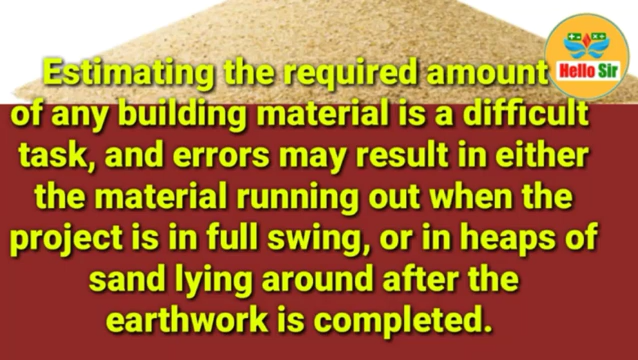 Estimating the required amount
of any building material is a difficult
task, and errors may result in either
the material running out when the
project is in full swing, or in heaps of
sand lying around after the
earthwork is completed.
Hello Sir